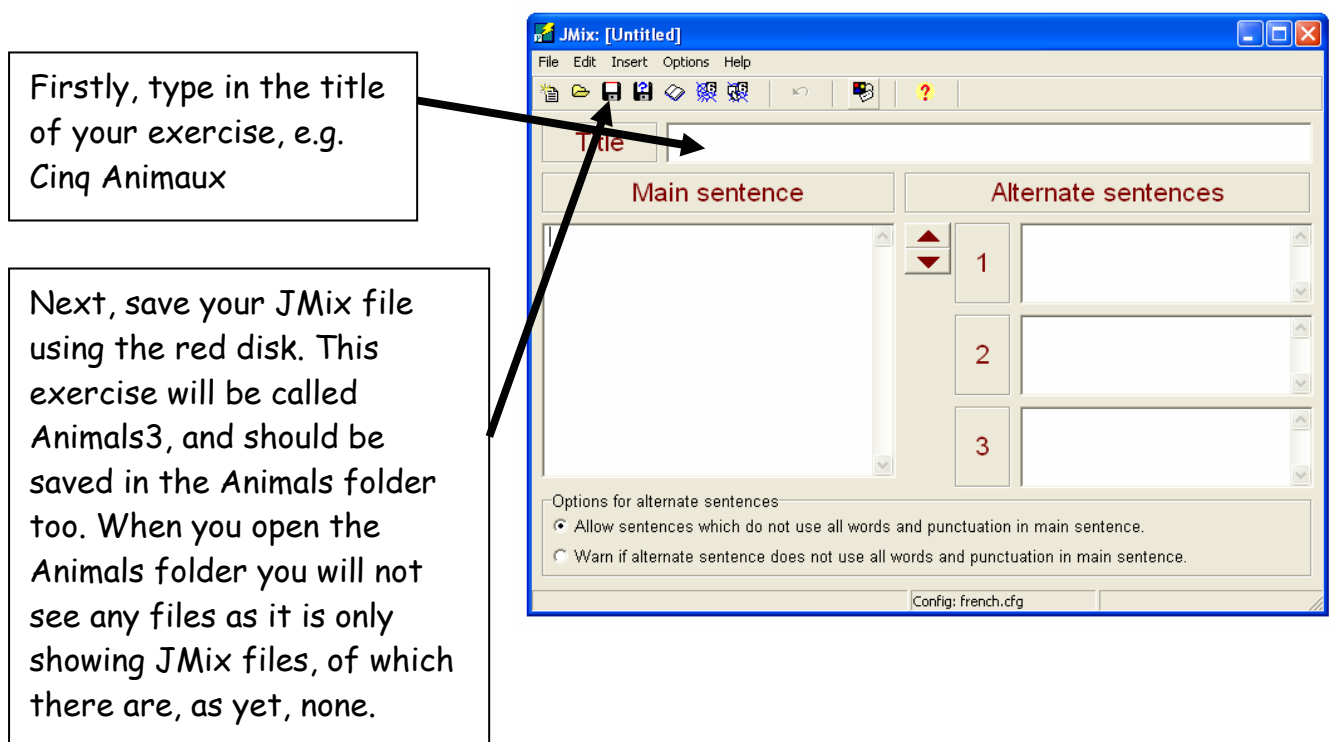 Firstly, type in the title
of your exercise, e.g.
Cinq Animaux
Next, save your JMix file
using the red disk. This
exercise will be called
Animals3, and should be
saved in the Animals folder
too. When you open the
Animals folder you will not
see any files as it is only
showing JMix files, of which
there are, as yet, none.
JMix: [Untitled]
File Edit Insert Options Help
Title
Main sentence
Alternate sentences
1
2
3
Options for alternate sentences
Allow sentences which do not use all words and punctuation in main sentence.
Warn if alternate sentence does not use all words and punctuation in main sentence.
Config: french.cfg